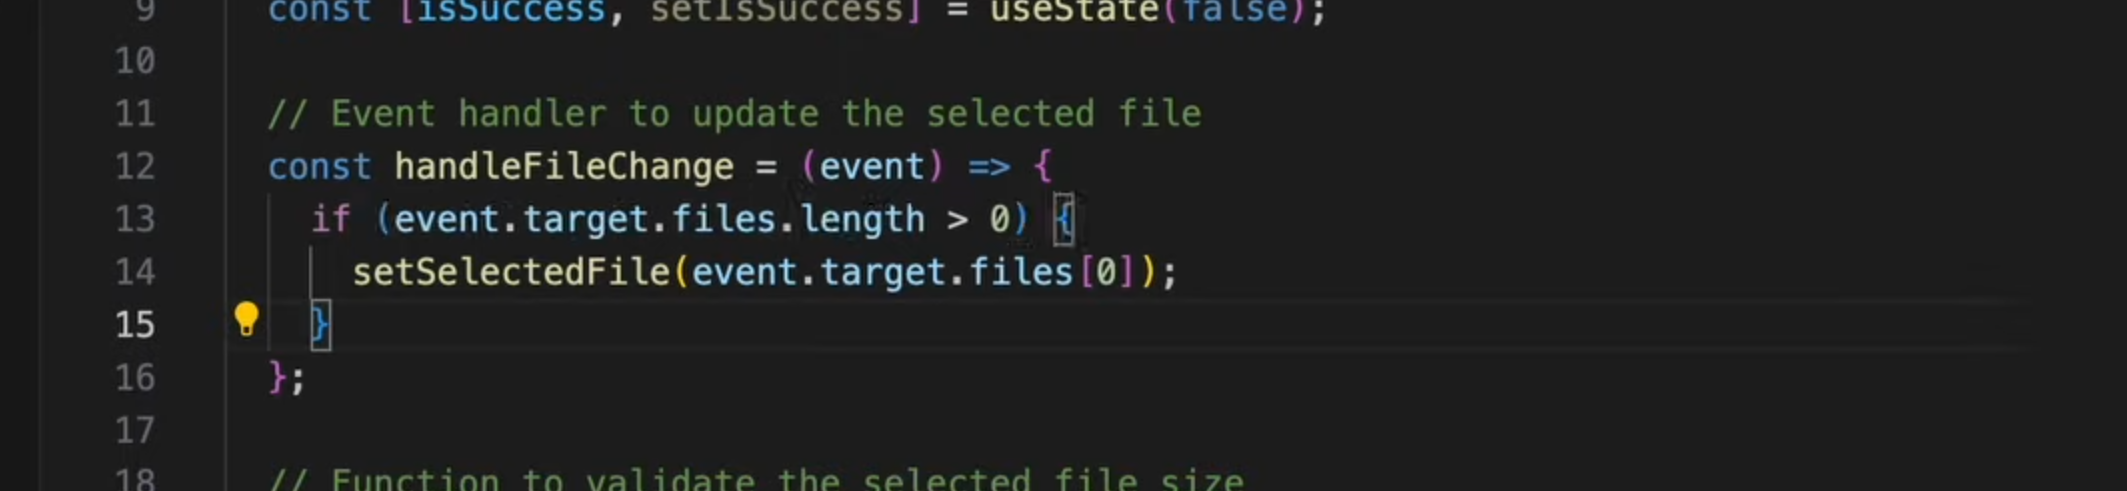 9 const [isSuccess, setIsSuccess] = useState(false);
10
11 // Event handler to update the selected file
12 const handleFileChange = (event) => {
13 if (event.target.files.length > 0) {
14 setSelectedFile(event.target.files[0]);
15 }
16 };
17
18 // Function to validate the selected file size